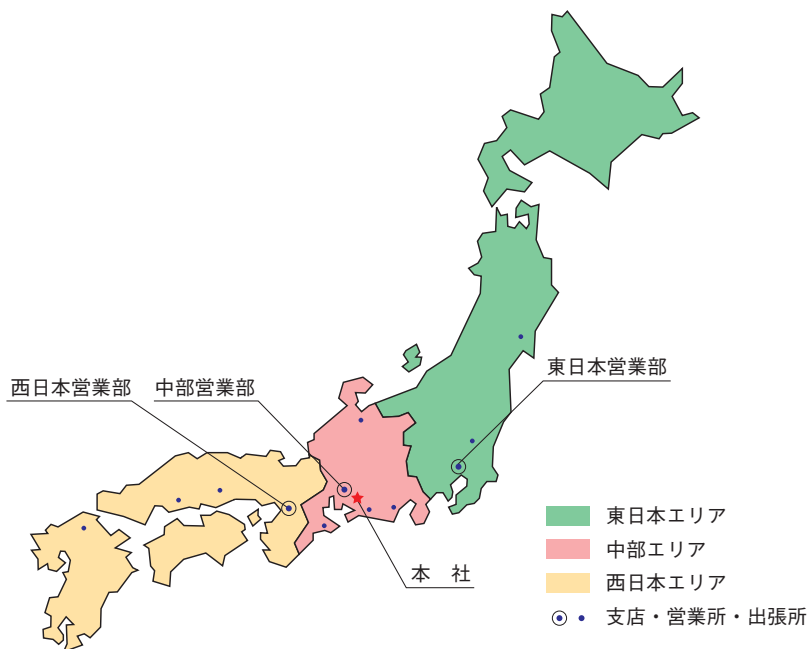 東日本営業部
西日本営業部
中部営業部
本　社
東日本エリア
中部エリア
西日本エリア
支店・営業所・出張所